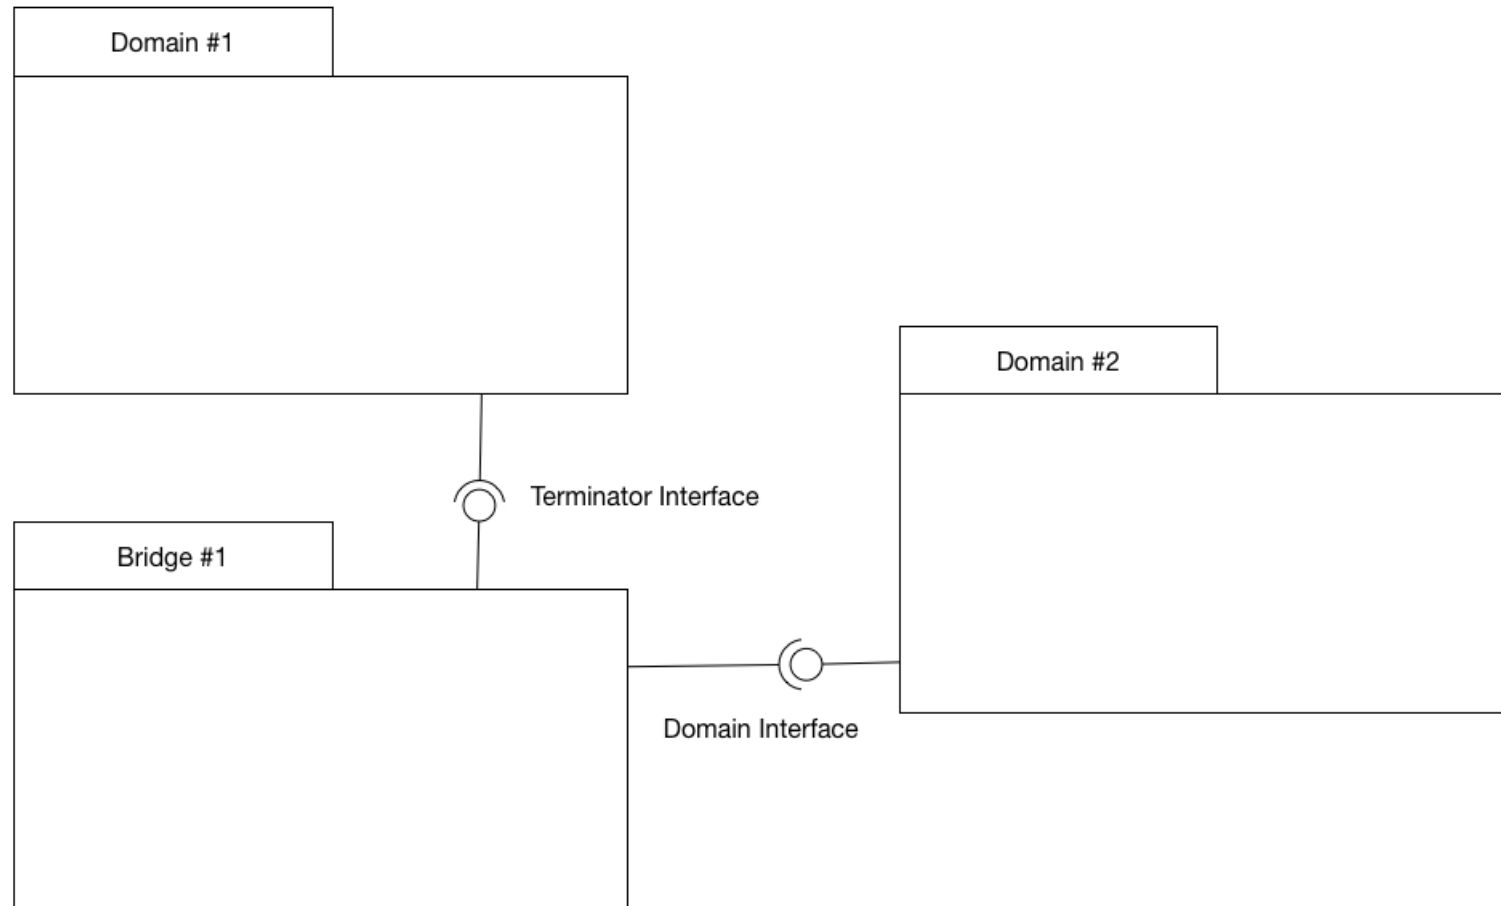 Domain #1
Domain #2
Terminator Interface
Bridge #1
Domain Interface